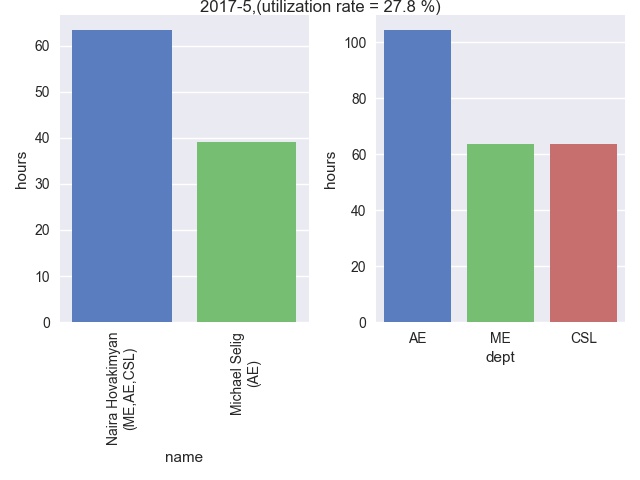 2017-5,(utilization rate = 27.8 %)
hours
60
50
40
30
20
10
0
Naira Hovakimyan
(ME,AE,CSL)
Michael Selig
(AE)
name
hours
100
80
60
40
20
0
AE
ME
CSL
dept